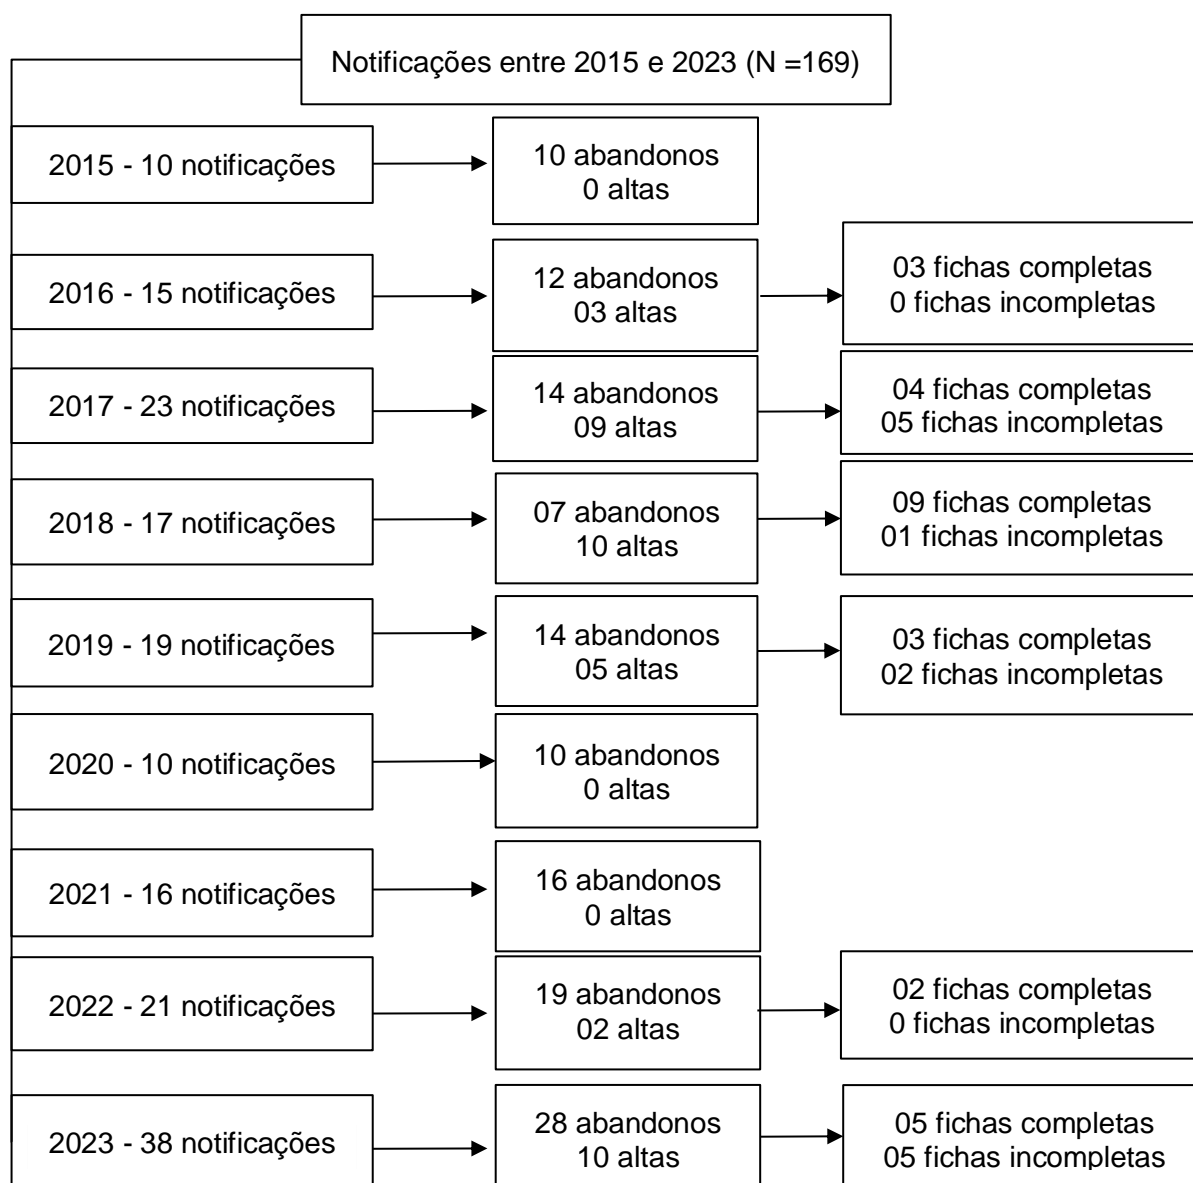 Notificações entre 2015 e 2023 (N =169)
2015 - 10 notificações
10 abandonos
0 altas
2016 - 15 notificações
12 abandonos
03 altas
03 fichas completas
0 fichas incompletas
2017 - 23 notificações
14 abandonos
09 altas
04 fichas completas
05 fichas incompletas
2018 - 17 notificações
07 abandonos
10 altas
09 fichas completas
01 fichas incompletas
2019 - 19 notificações
14 abandonos
05 altas
03 fichas completas
02 fichas incompletas
2020 - 10 notificações
10 abandonos
0 altas
2021 - 16 notificações
16 abandonos
0 altas
2022 - 21 notificações
19 abandonos
02 altas
02 fichas completas
0 fichas incompletas
2023 - 38 notificações
28 abandonos
10 altas
05 fichas completas
05 fichas incompletas